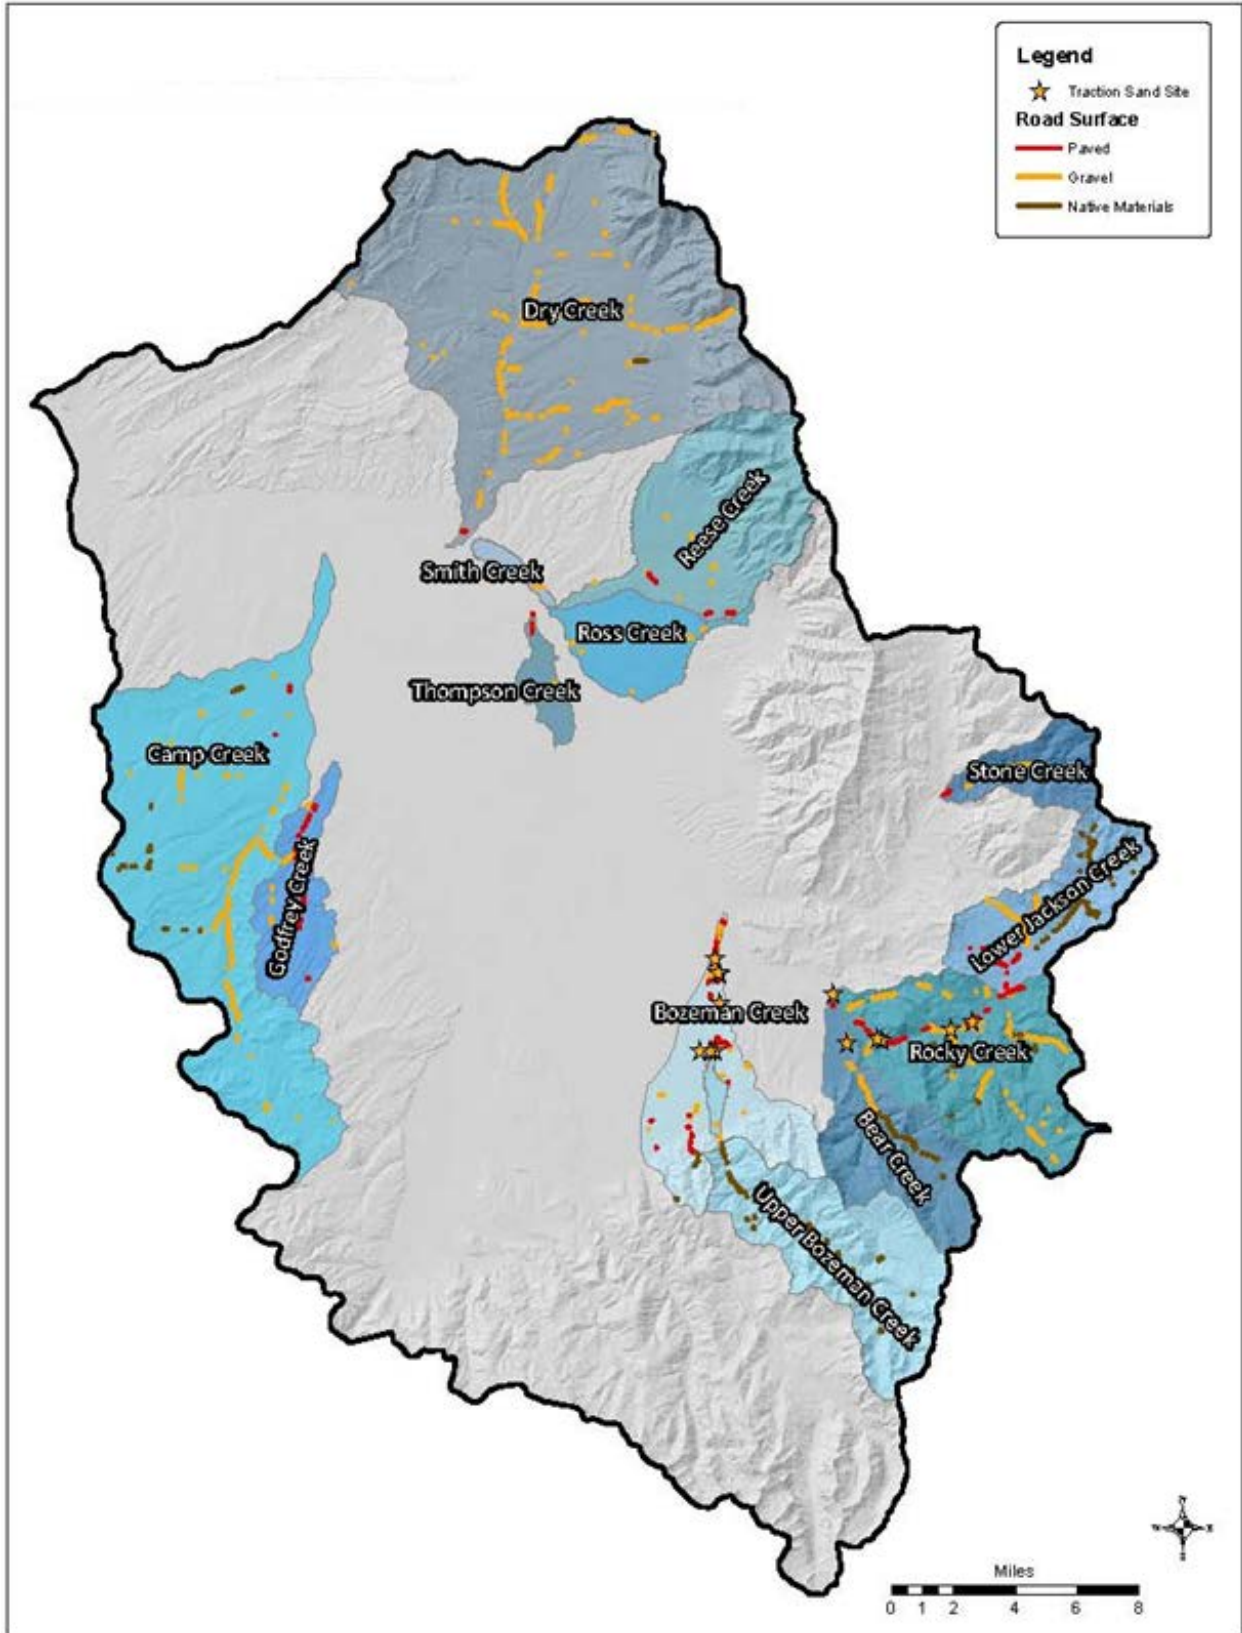 Legend
Traction Sand Site
Road Surface
Paved
Gravel
Native Materials
Dry Creek
Reese Creek
Smith Creek
Ross Creek
Thompson Creek
Camp Creek
Stone Creek
Godfrey Creek
Lower Jackson Creek
Bozeman Creek
Rocky Creek
Bear Creek
Upper Bozeman Creek
N
W E
S
Miles
0 1 2 4 6 8